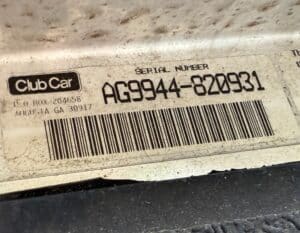 Club Car
P.O. BOX 204658
AUGUSTA GA 30917
SERIAL NUMBER
AG9944-820931